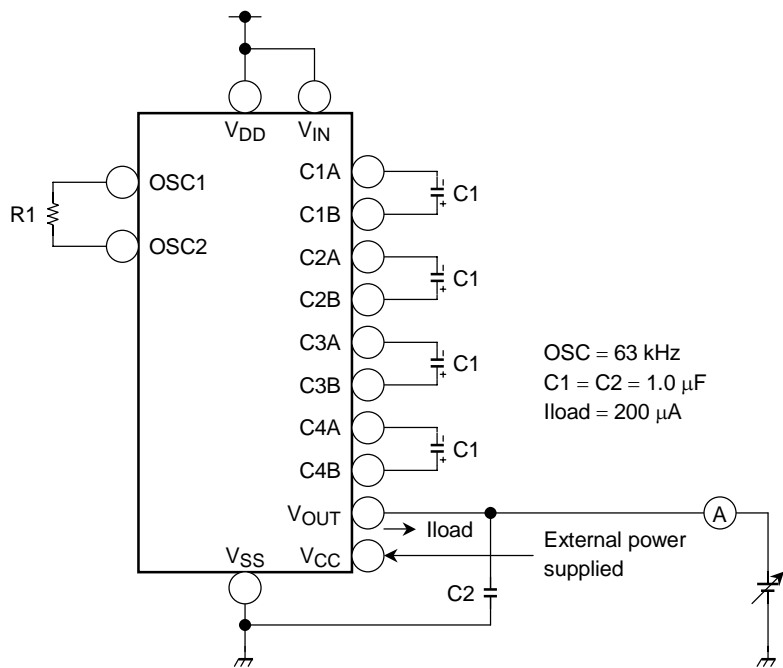 VDD
VIN
OSC1
OSC2
R1
C1A
C1B
C1
C2A
C2B
C1
C3A
C3B
C1
C4A
C4B
C1
OSC = 63 kHz
C1 = C2 = 1.0 μF
Iload = 200 μA
VOUT
Iload
A
VSS
VCC
External power
supplied
C2